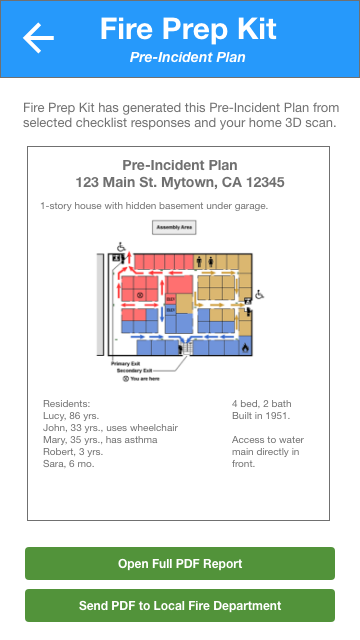 Fire Prep Kit
Pre-Incident Plan
Fire Prep Kit has generated this Pre-Incident Plan from
selected checklist responses and your home 3D scan.
Pre-Incident Plan
123 Main St. Mytown, CA 12345
1-story house with hidden basement under garage.
Assembly Area
EXIT
EXIT
Primary Exit
Secondary Exit
You are here
Residents:
Lucy, 86 yrs.
John, 33 yrs., uses wheelchair
Mary, 35 yrs., has asthma
Robert, 3 yrs.
Sara, 6 mo.
4 bed, 2 bath
Built in 1951.
Access to water
main directly in
front.
Open Full PDF Report
Send PDF to Local Fire Department